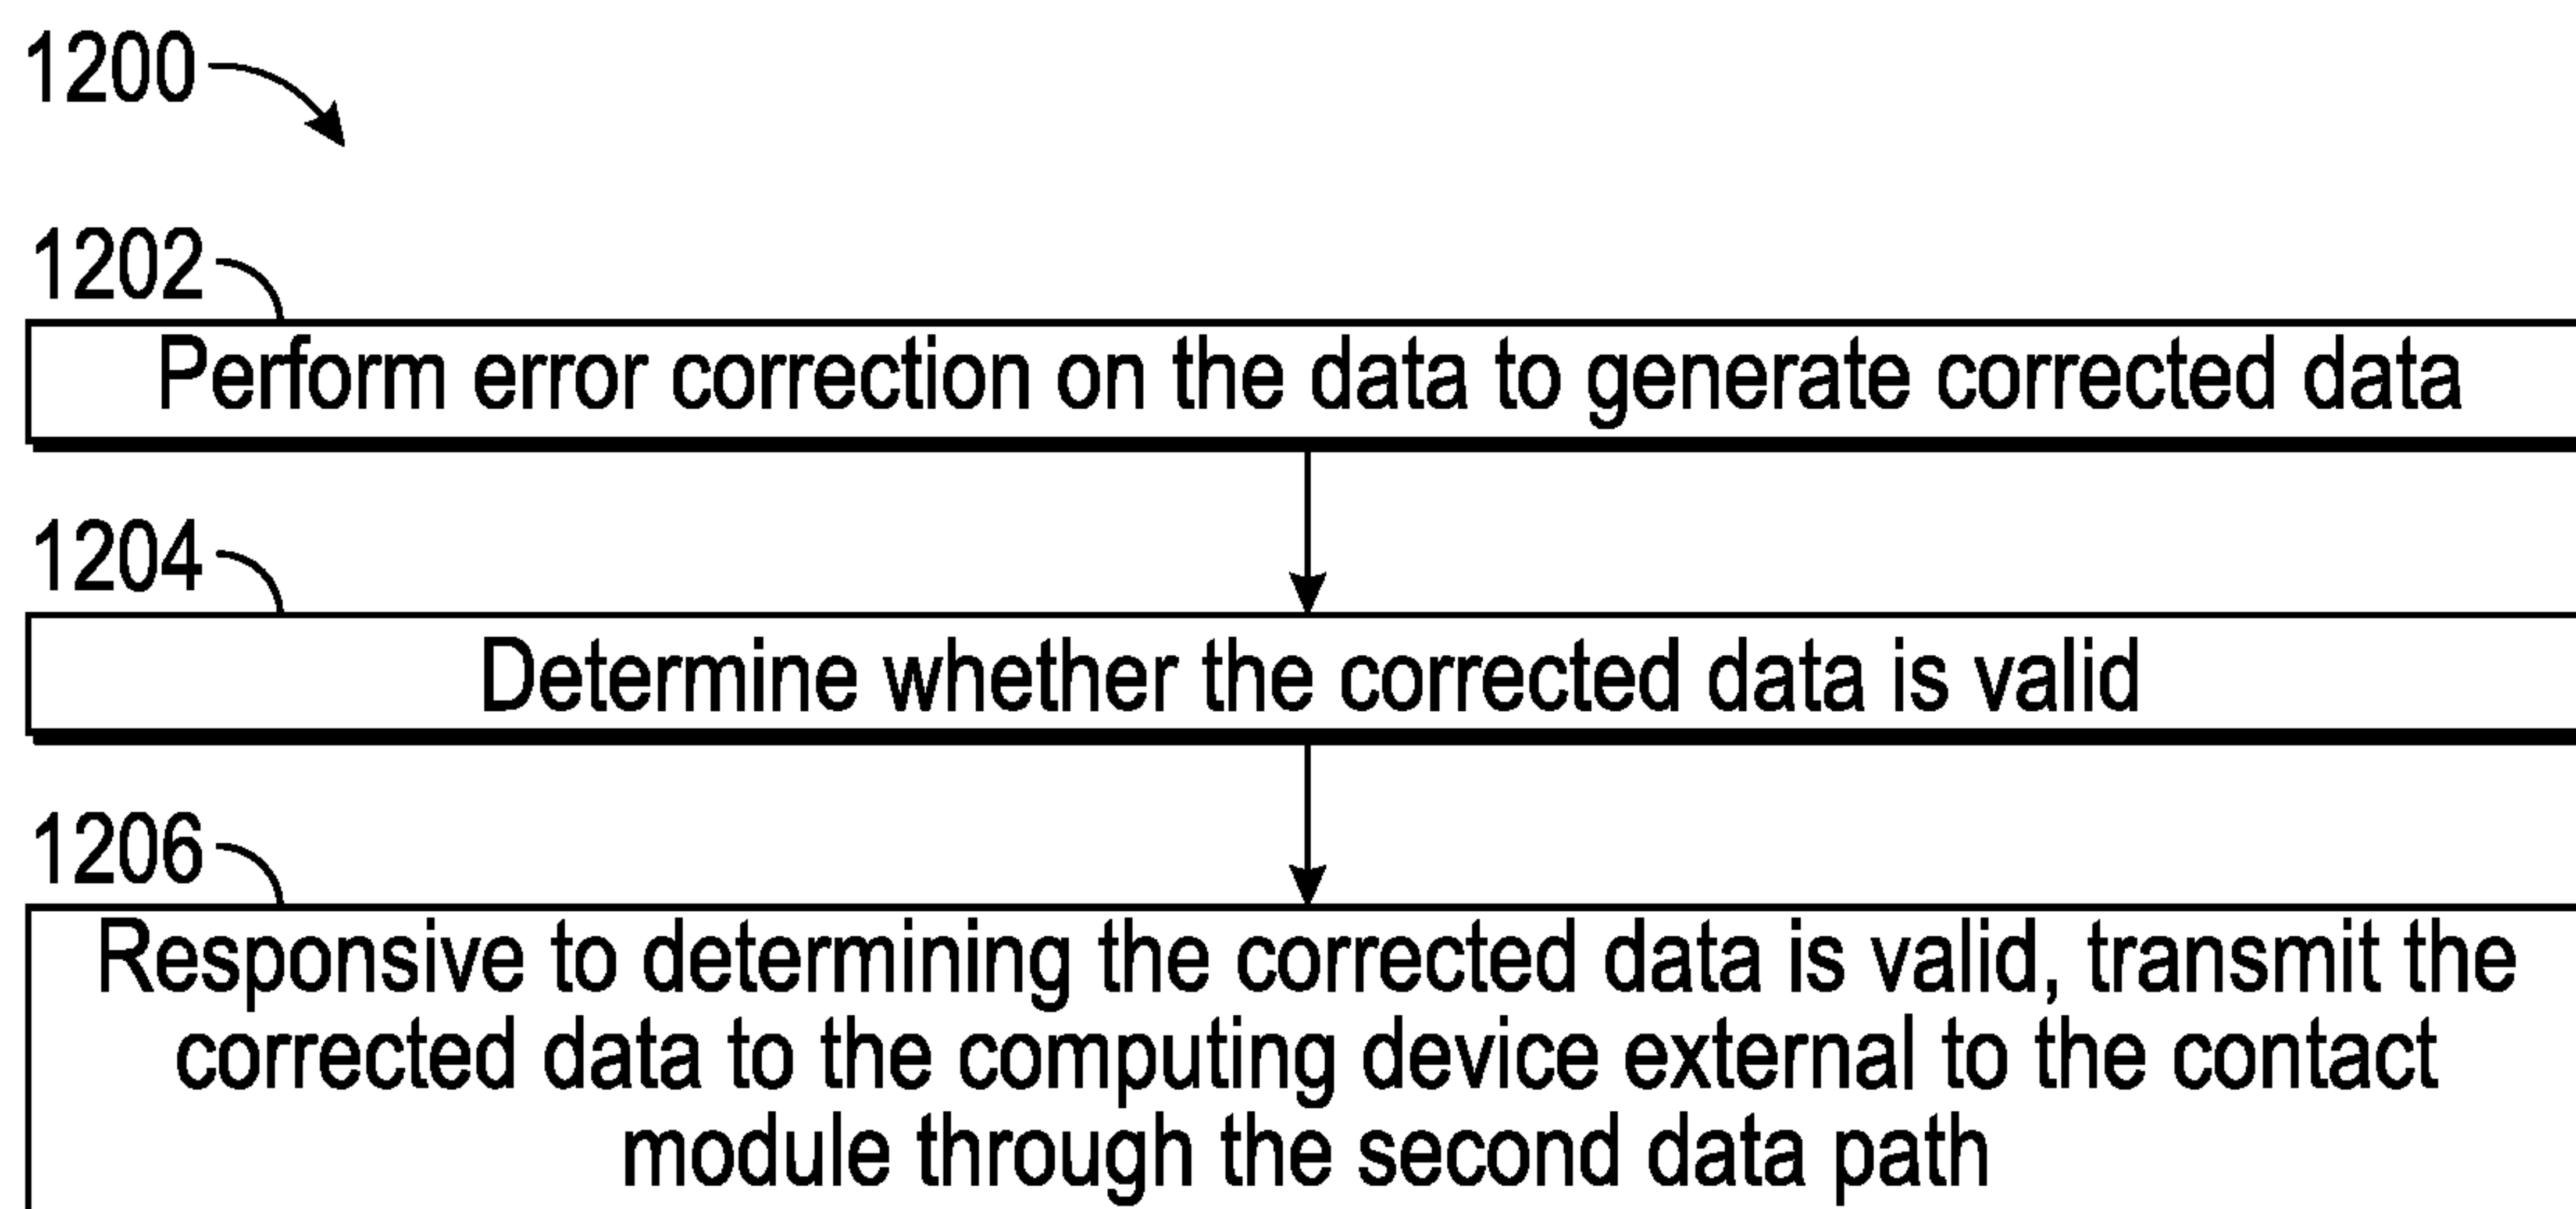 1200
1202
Perform error correction on the data to generate corrected data
1204
Determine whether the corrected data is valid
1206
Responsive to determining the corrected data is valid, transmit the
corrected data to the computing device external to the contact
module through the second data path